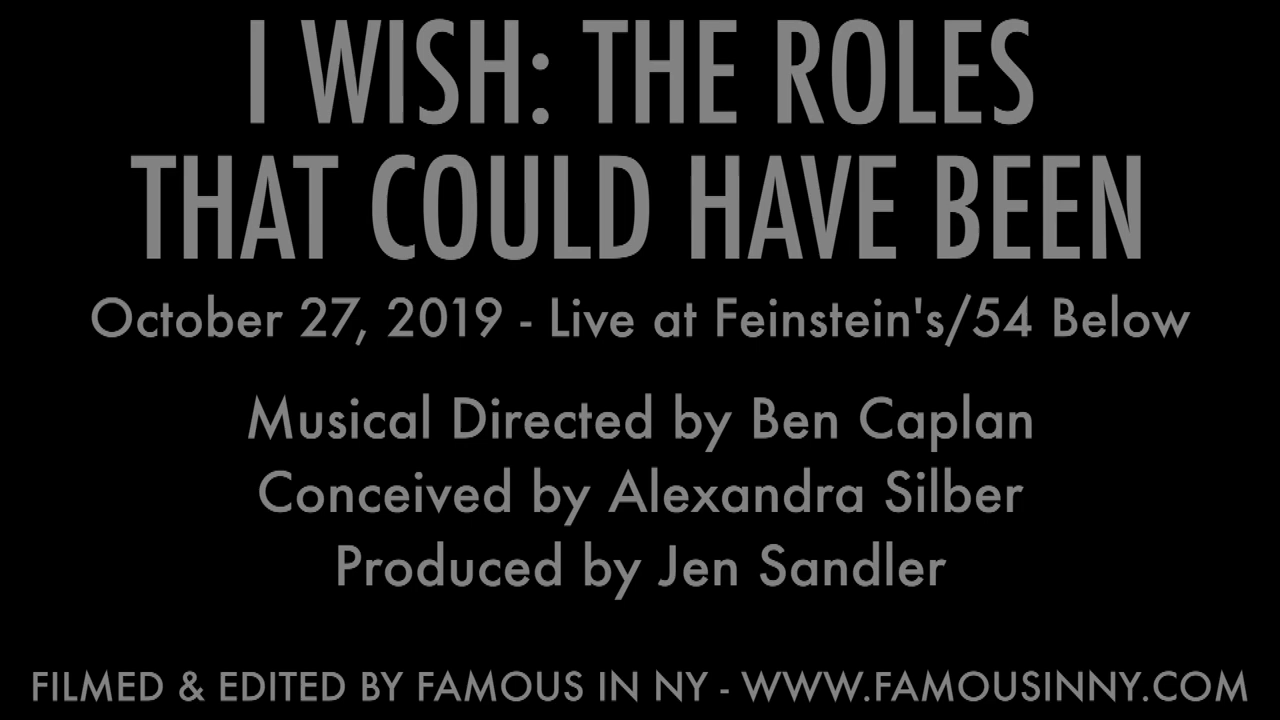 I WISH: THE ROLES
THAT COULD HAVE BEEN
October 27, 2019 - Live at Feinstein's/54 Below
Musical Directed by Ben Caplan
Conceived by Alexandra Silber
Produced by Jen Sandler
FILMED & EDITED BY FAMOUS IN NY - WWW.FAMOUSINNY.COM